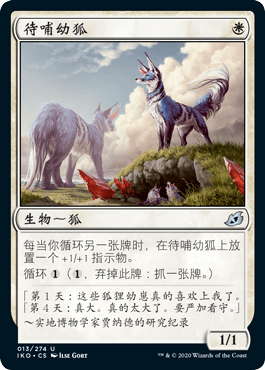 待哺幼狐
生物～狐
每当你循环另一张牌时，在待哺幼狐上放
置一个 +1/+1 指示物。
循环 1（1，弃掉此牌：抓一张牌。）
「第 1 天：这些狐狸幼崽真的喜欢上我了。
「第 4 天：真大。真的太大了。要严加看守。」
～实地博物学家贾纳德的研究纪录
1/1
013/274 U
IKO • CS ILSE GORT
™ & © 2020 Wizards of the Coast